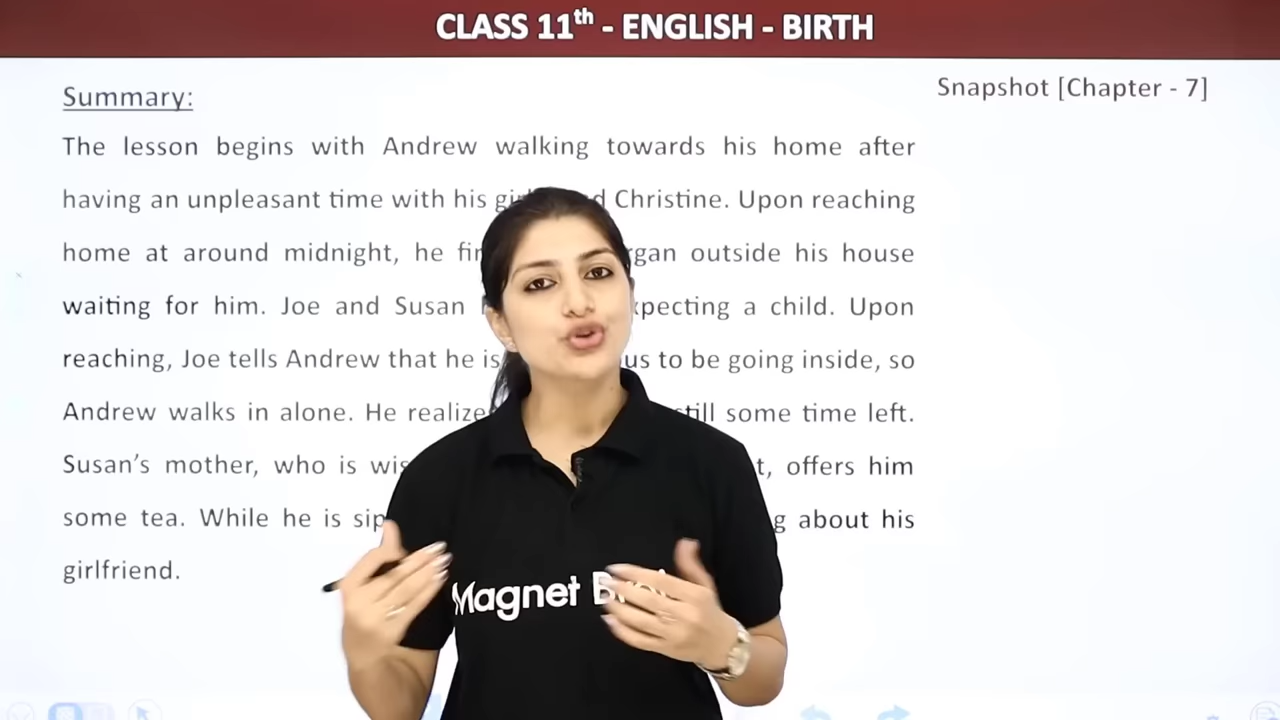 CLASS 11th - ENGLISH - BIRTH
Snapshot [Chapter - 7]
Summary:
The lesson begins with Andrew walking towards his home after
having an unpleasant time with his Christine. Upon reaching
home at around midnight, he outside his house
waiting for him. Joe and Susan a child. Upon
reaching, Joe tells Andrew that he is to be going inside, so
Andrew walks in alone. He still some time left.
Susan’s mother, who is offers him
some tea. While he is about his
girlfriend.
Magnet